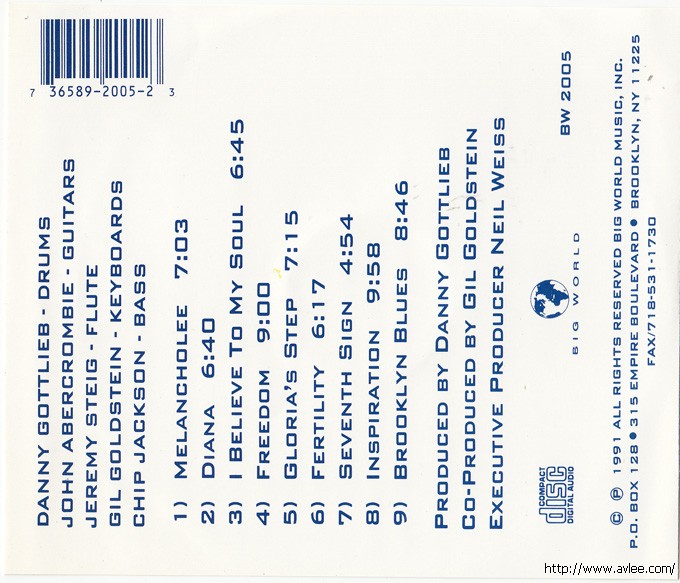 7 36589-2005-2 3
DANNY GOTTLIEB - DRUMS
JOHN ABERCROMBIE - GUITARS
JEREMY STEIG - FLUTE
GIL GOLDSTEIN - KEYBOARDS
CHIP JACKSON - BASS
1) MELANCHOLEE 7:03
2) DIANA 6:40
3) I BELIEVE TO MY SOUL 6:45
4) FREEDOM 9:00
5) GLORIA'S STEP 7:15
6) FERTILITY 6:17
7) SEVENTH SIGN 4:54
8) INSPIRATION 9:58
9) BROOKLYN BLUES 8:46
PRODUCED BY DANNY GOTTLIEB
CO-PRODUCED BY GIL GOLDSTEIN
EXECUTIVE PRODUCER NEIL WEISS
COMPACT
disc
DIGITAL AUDIO
BIG WORLD
BW 2005
© ℗ 1991 ALL RIGHTS RESERVED BIG WORLD MUSIC, INC.
P.O. BOX 128 ● 315 EMPIRE BOULEVARD ● BROOKLYN, NY 11225
FAX/718-531-1730
http://www.avlee.com/